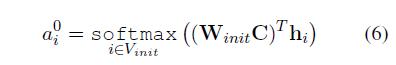 a_i^0 = softmax_{i∈V_{init}} ((W_{init}C)^T h_i) (6)